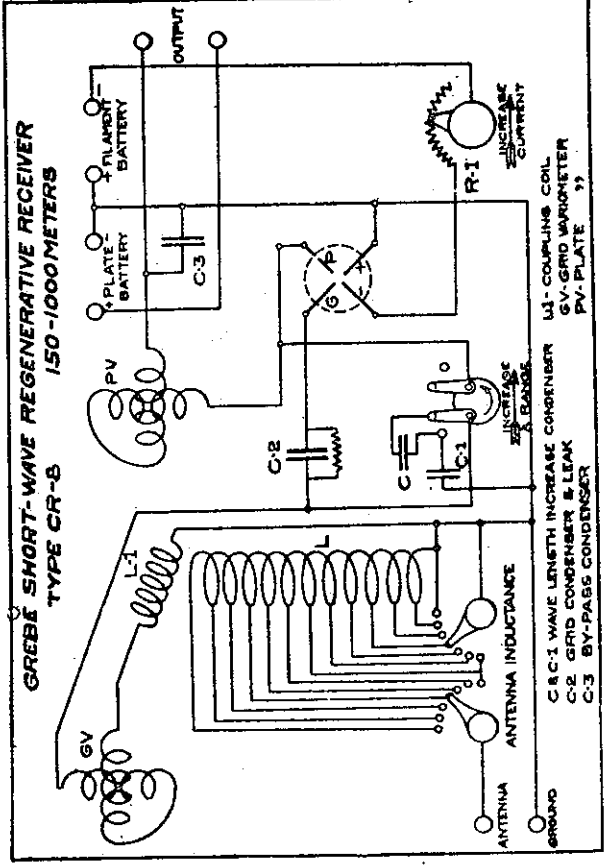 GREBE SHORT-WAVE REGENERATIVE RECEIVER
TYPE CR-8 150-1000 METERS
GV
L-1
PV
+ PLATE -
BATTERY
+ FILAMENT -
BATTERY
OUTPUT
C-3
L
C-2
G P
- +
C
C-1
R-1
INCREASE
λ RANGE
INCREASE
CURRENT
ANTENNA
ANTENNA INDUCTANCE
GROUND
C & C-1 WAVE LENGTH INCREASE CONDENSER
C-2 GRID CONDENSER & LEAK
C-3 BY-PASS CONDENSER
L1 - COUPLING COIL
GV - GRID VARIOMETER
PV - PLATE "